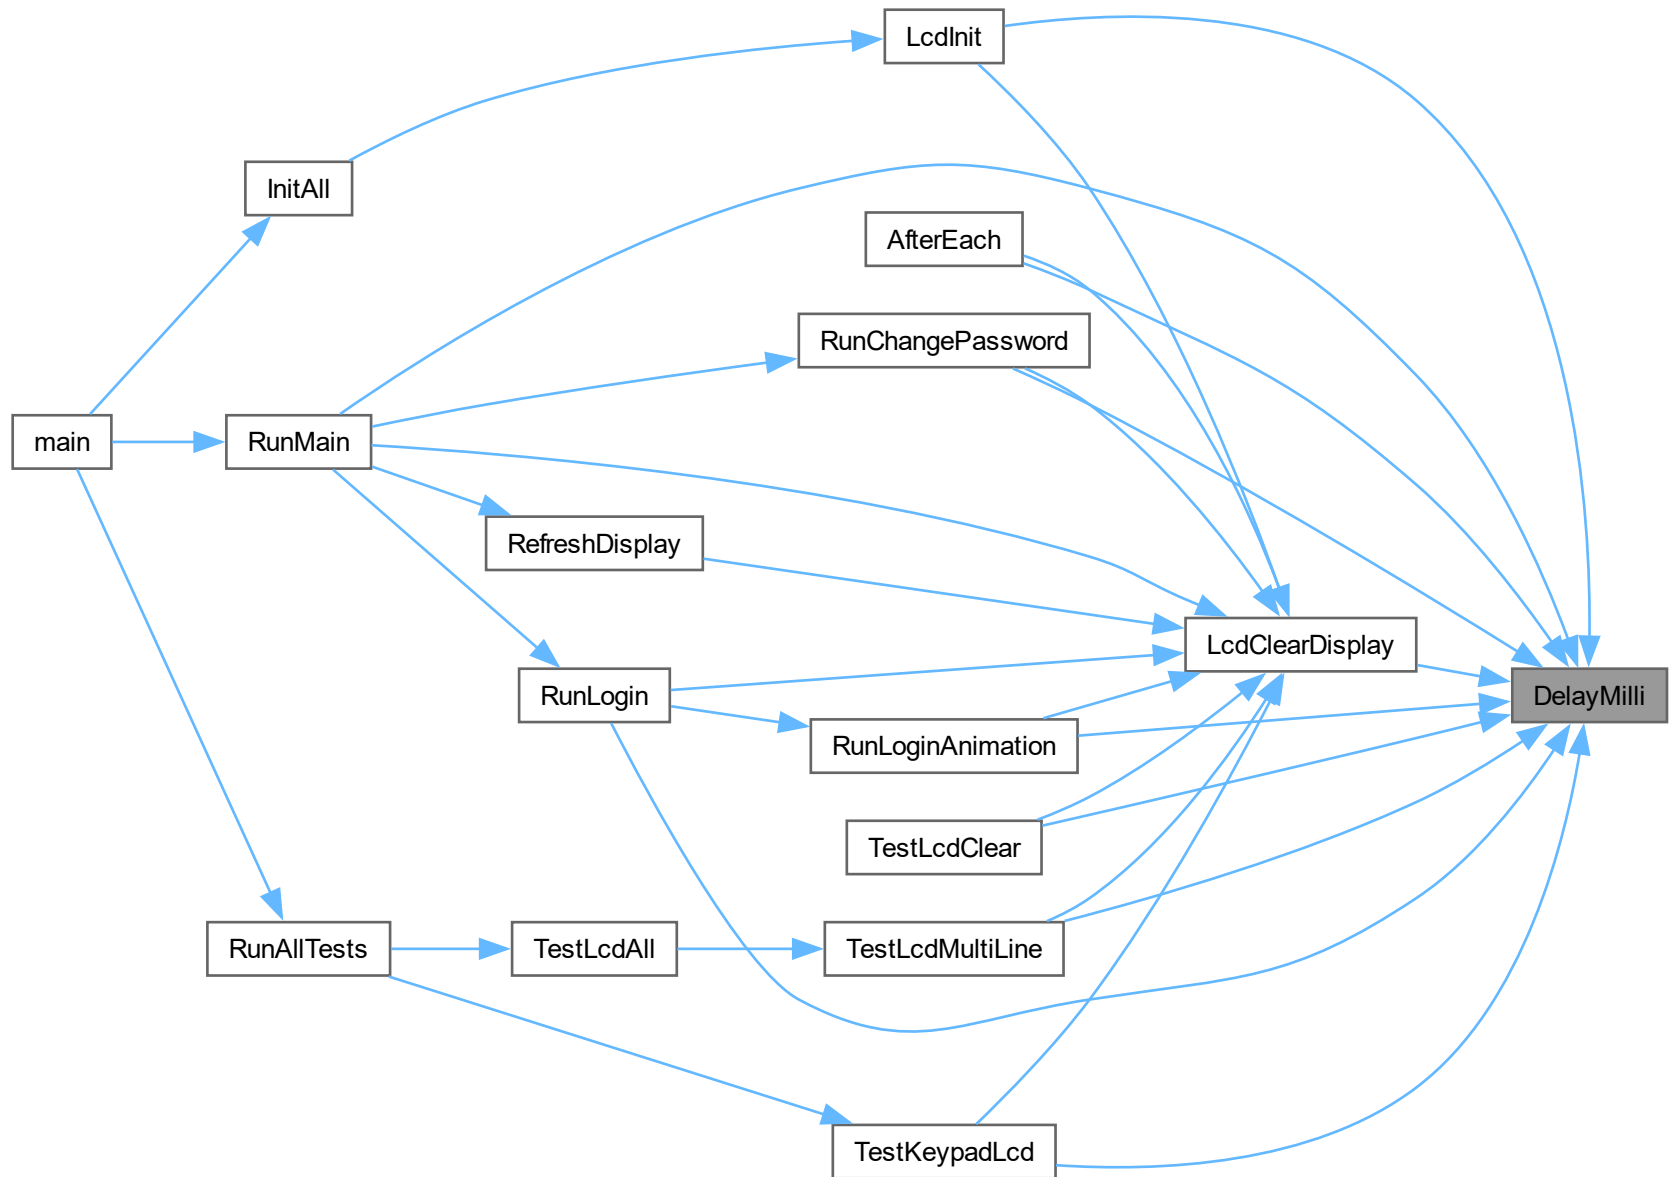 LcdInit
InitAll
AfterEach
RunChangePassword
main
RunMain
RefreshDisplay
LcdClearDisplay
RunLogin
DelayMilli
RunLoginAnimation
TestLcdClear
RunAllTests
TestLcdAll
TestLcdMultiLine
TestKeypadLcd